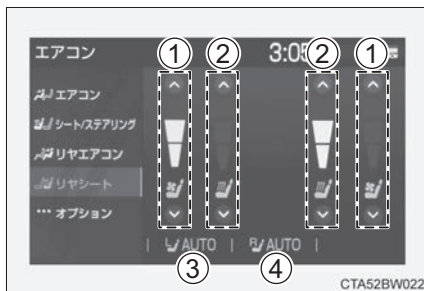 エアコン
① ② 3:05 ② ①
エアコン
シート/ステアリング
リヤエアコン
リヤシート
オプション
AUTO AUTO
③ ④
CTA52BW022